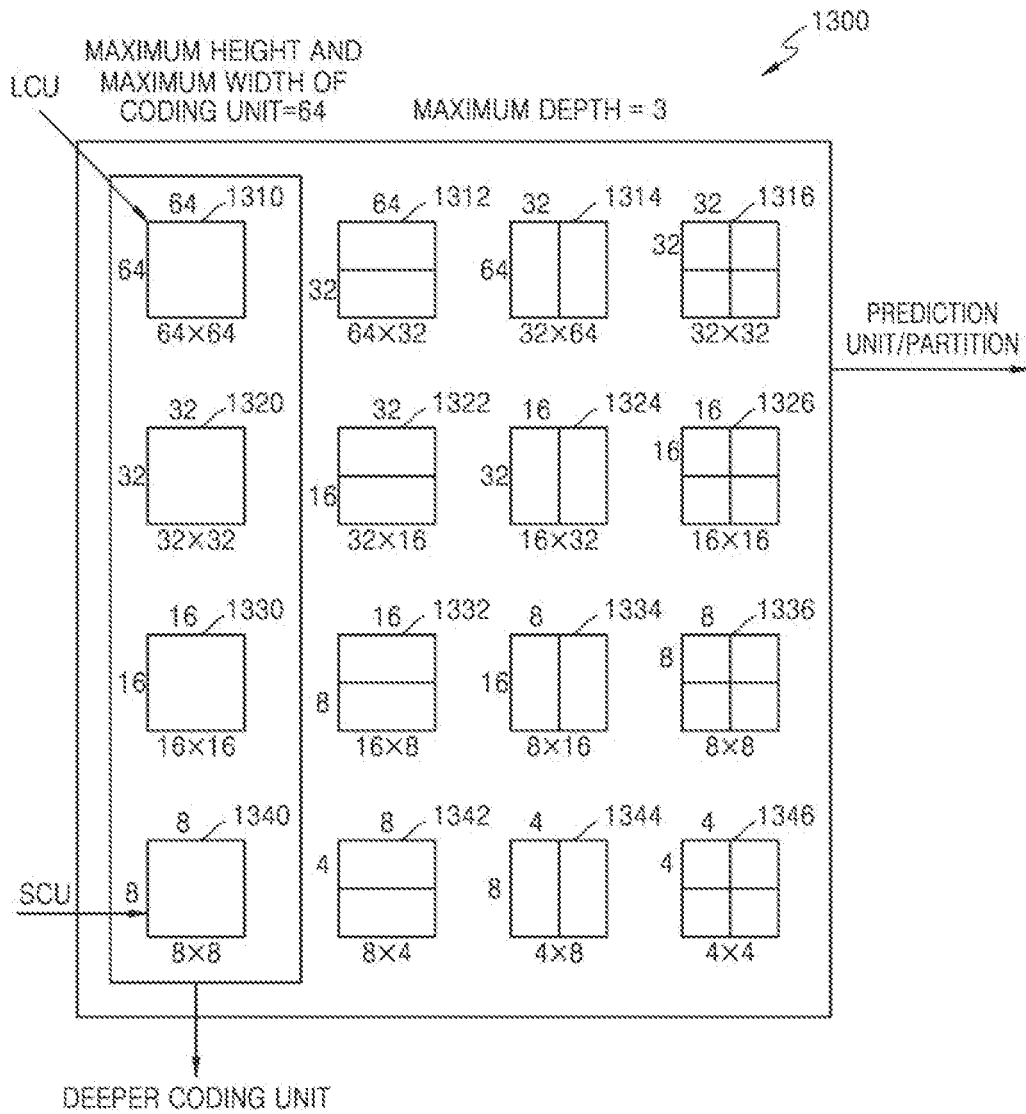 1300
MAXIMUM HEIGHT AND
MAXIMUM WIDTH OF
CODING UNIT=64
LCU
MAXIMUM DEPTH = 3
64 1310 64 1312 32 1314 32 1316
64 32 64 32
64×64 64×32 32×64 32×32
PREDICTION
UNIT/PARTITION
32 1320 32 1322 16 1324 16 1326
32 16 32 16
32×32 32×16 16×32 16×16
16 1330 16 1332 8 1334 8 1336
16 8 16 8
16×16 16×8 8×16 8×8
8 1340 8 1342 4 1344 4 1346
SCU 8 4 8 4
8×8 8×4 4×8 4×4
DEEPER CODING UNIT